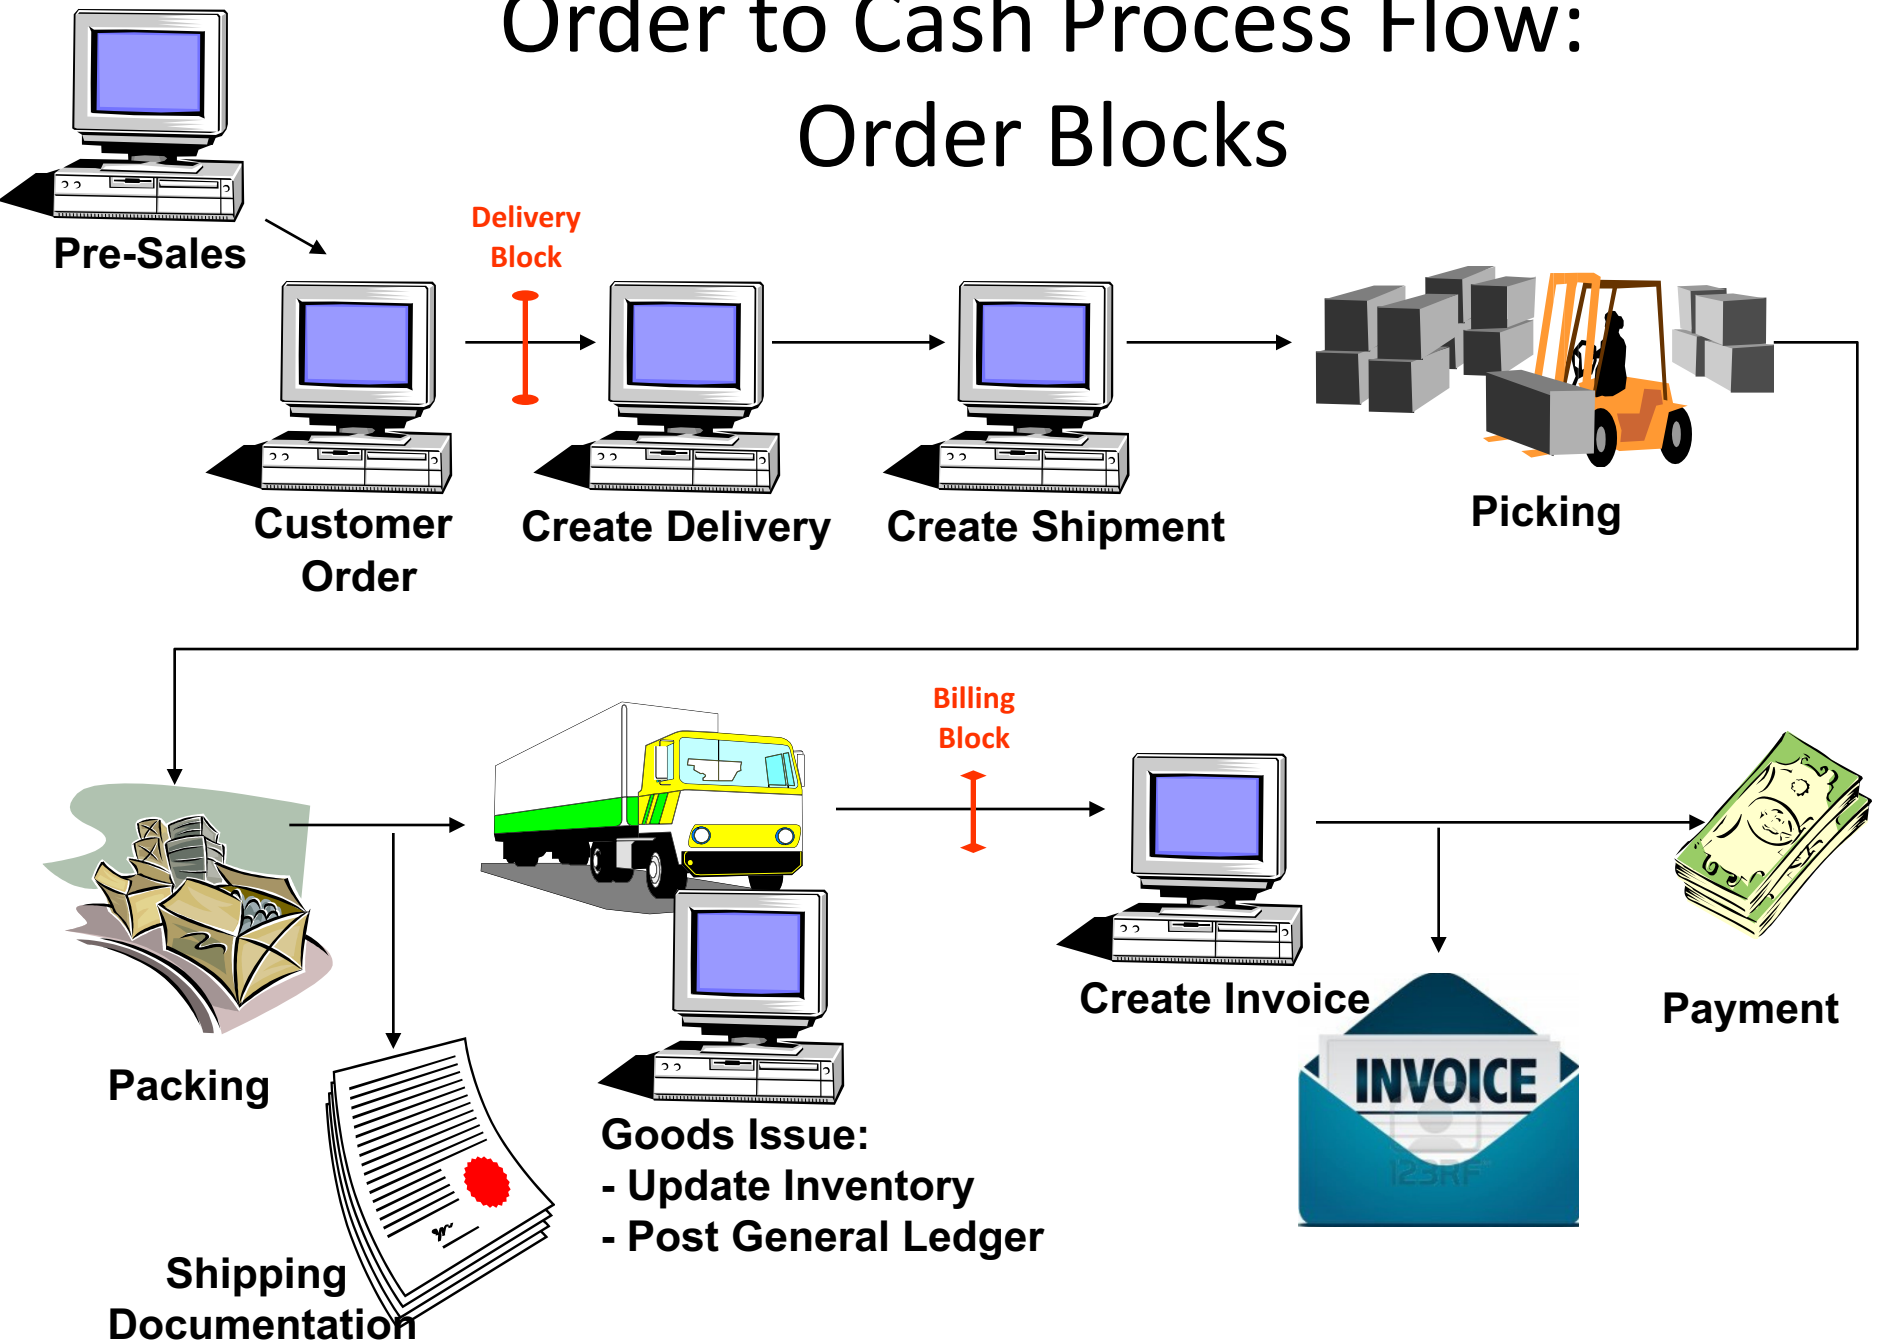 Order to Cash Process Flow:
Order Blocks
Pre-Sales
Delivery
Block
Customer
Order
Create Delivery
Create Shipment
Picking
Billing
Block
Packing
Shipping
Documentation
Goods Issue:
- Update Inventory
- Post General Ledger
Create Invoice
INVOICE
123RF
Payment